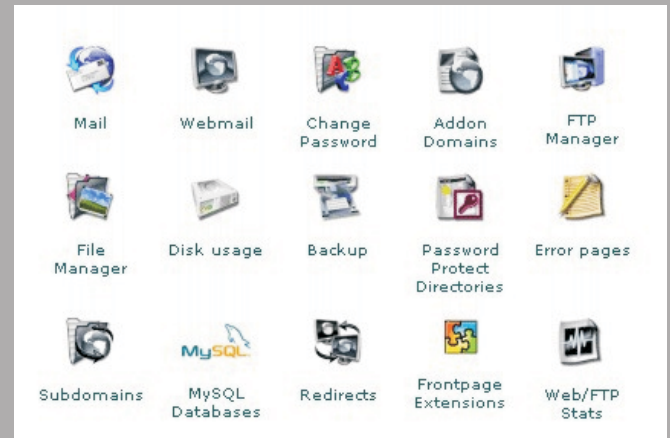 Mail
Webmail
Change
Password
Addon
Domains
FTP
Manager
File
Manager
Disk usage
Backup
Password
Protect
Directories
Error pages
Subdomains
MySQL
MySQL
Databases
Redirects
Frontpage
Extensions
Web/FTP
Stats